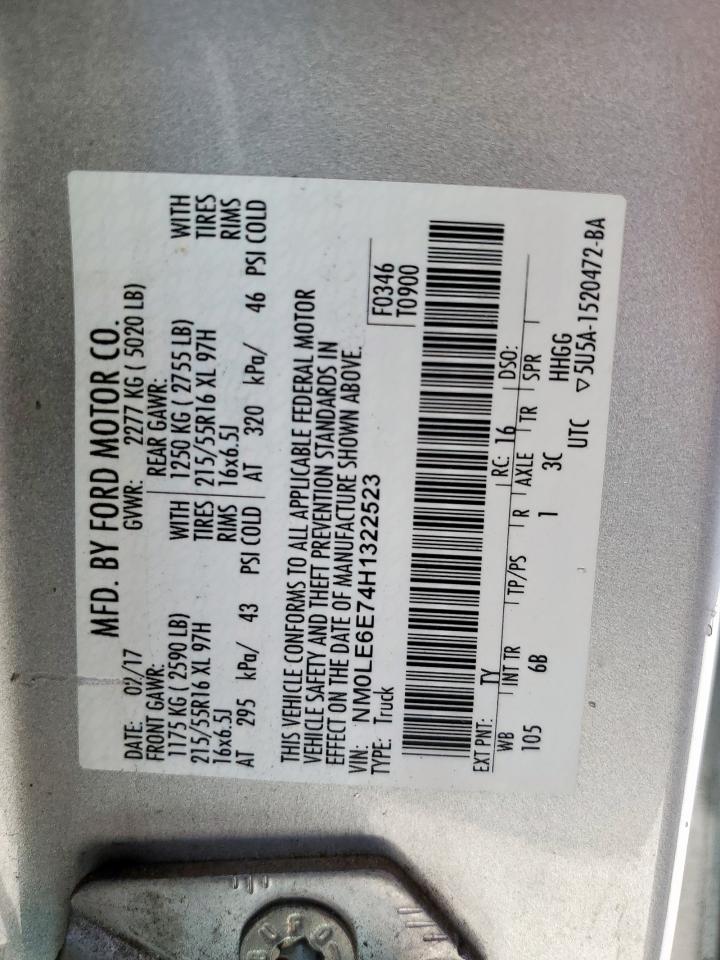 MFD. BY FORD MOTOR CO.
DATE: 02/17 GVWR: 2277 KG ( 5020 LB)
FRONT GAWR: REAR GAWR:
1175 KG ( 2590 LB) WITH 1250 KG ( 2755 LB) WITH
215/55R16 XL 97H TIRES 215/55R16 XL 97H TIRES
16x6.5J RIMS 16x6.5J RIMS
AT 295 kPa/ 43 PSI COLD AT 320 kPa/ 46 PSI COLD
THIS VEHICLE CONFORMS TO ALL APPLICABLE FEDERAL MOTOR
VEHICLE SAFETY AND THEFT PREVENTION STANDARDS IN
EFFECT ON THE DATE OF MANUFACTURE SHOWN ABOVE.
VIN: NM0LE6E74H1322523 F0346
TYPE: Truck T0900
EXT PNT: TY RC: 16 DSO:
WB INT TR TP/PS R AXLE TR SPR
105 6B 1 3C HHGG
UTC ▽5U5A-1520472-BA